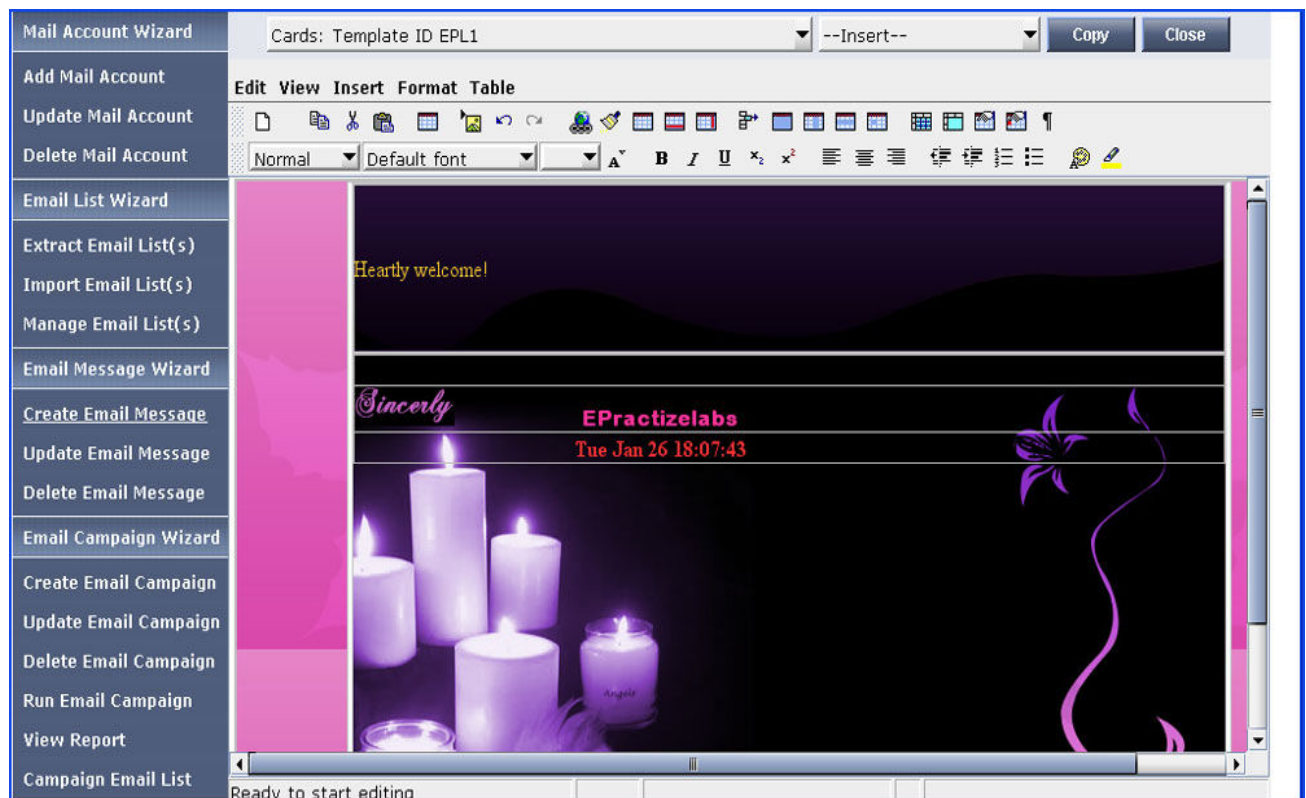 Mail Account Wizard
Add Mail Account
Update Mail Account
Delete Mail Account
Email List Wizard
Extract Email List(s)
Import Email List(s)
Manage Email List(s)
Email Message Wizard
Create Email Message
Update Email Message
Delete Email Message
Email Campaign Wizard
Create Email Campaign
Update Email Campaign
Delete Email Campaign
Run Email Campaign
View Report
Campaign Email List
Cards: Template ID EPL1 --Insert-- Copy Close
Edit View Insert Format Table
Normal Default font A B I U x₂ x²
Heartly welcome!
Sincerly
EPractizelabs
Tue Jan 26 18:07:43
Angels
Ready to start editing